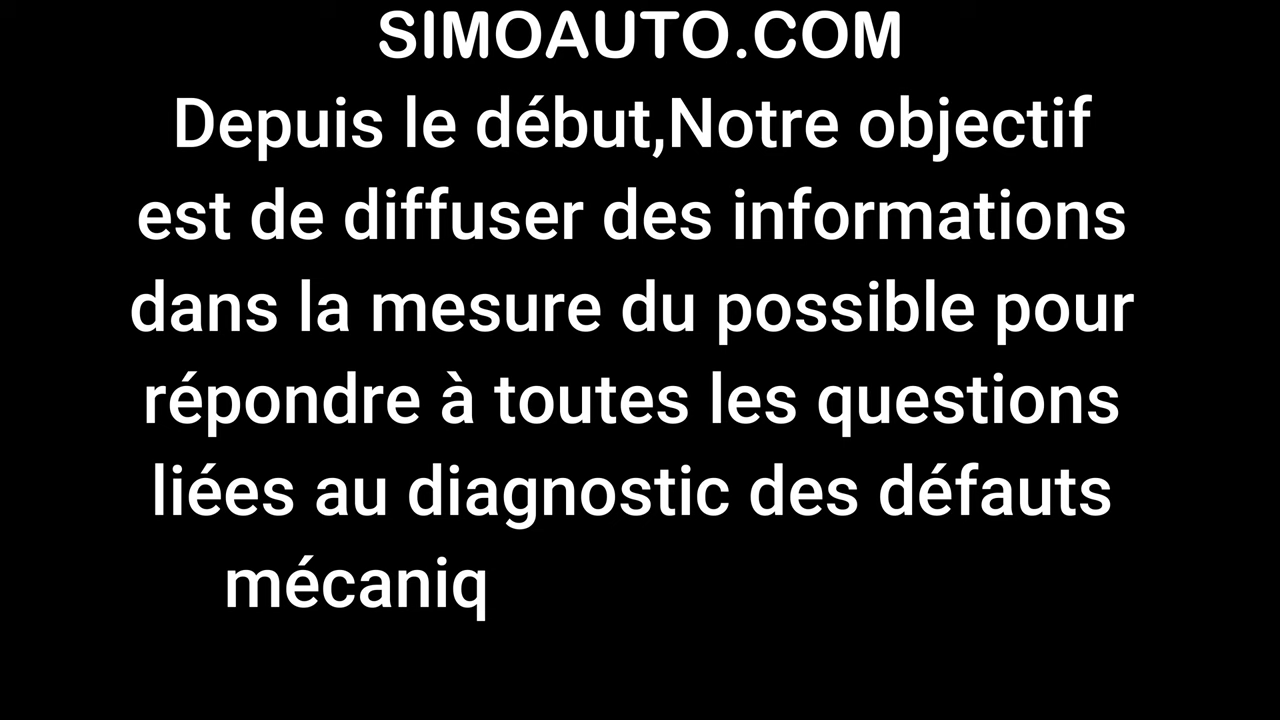 SIMOAUTO.COM
Depuis le début,Notre objectif
est de diffuser des informations
dans la mesure du possible pour
répondre à toutes les questions
liées au diagnostic des défauts
mécaniq